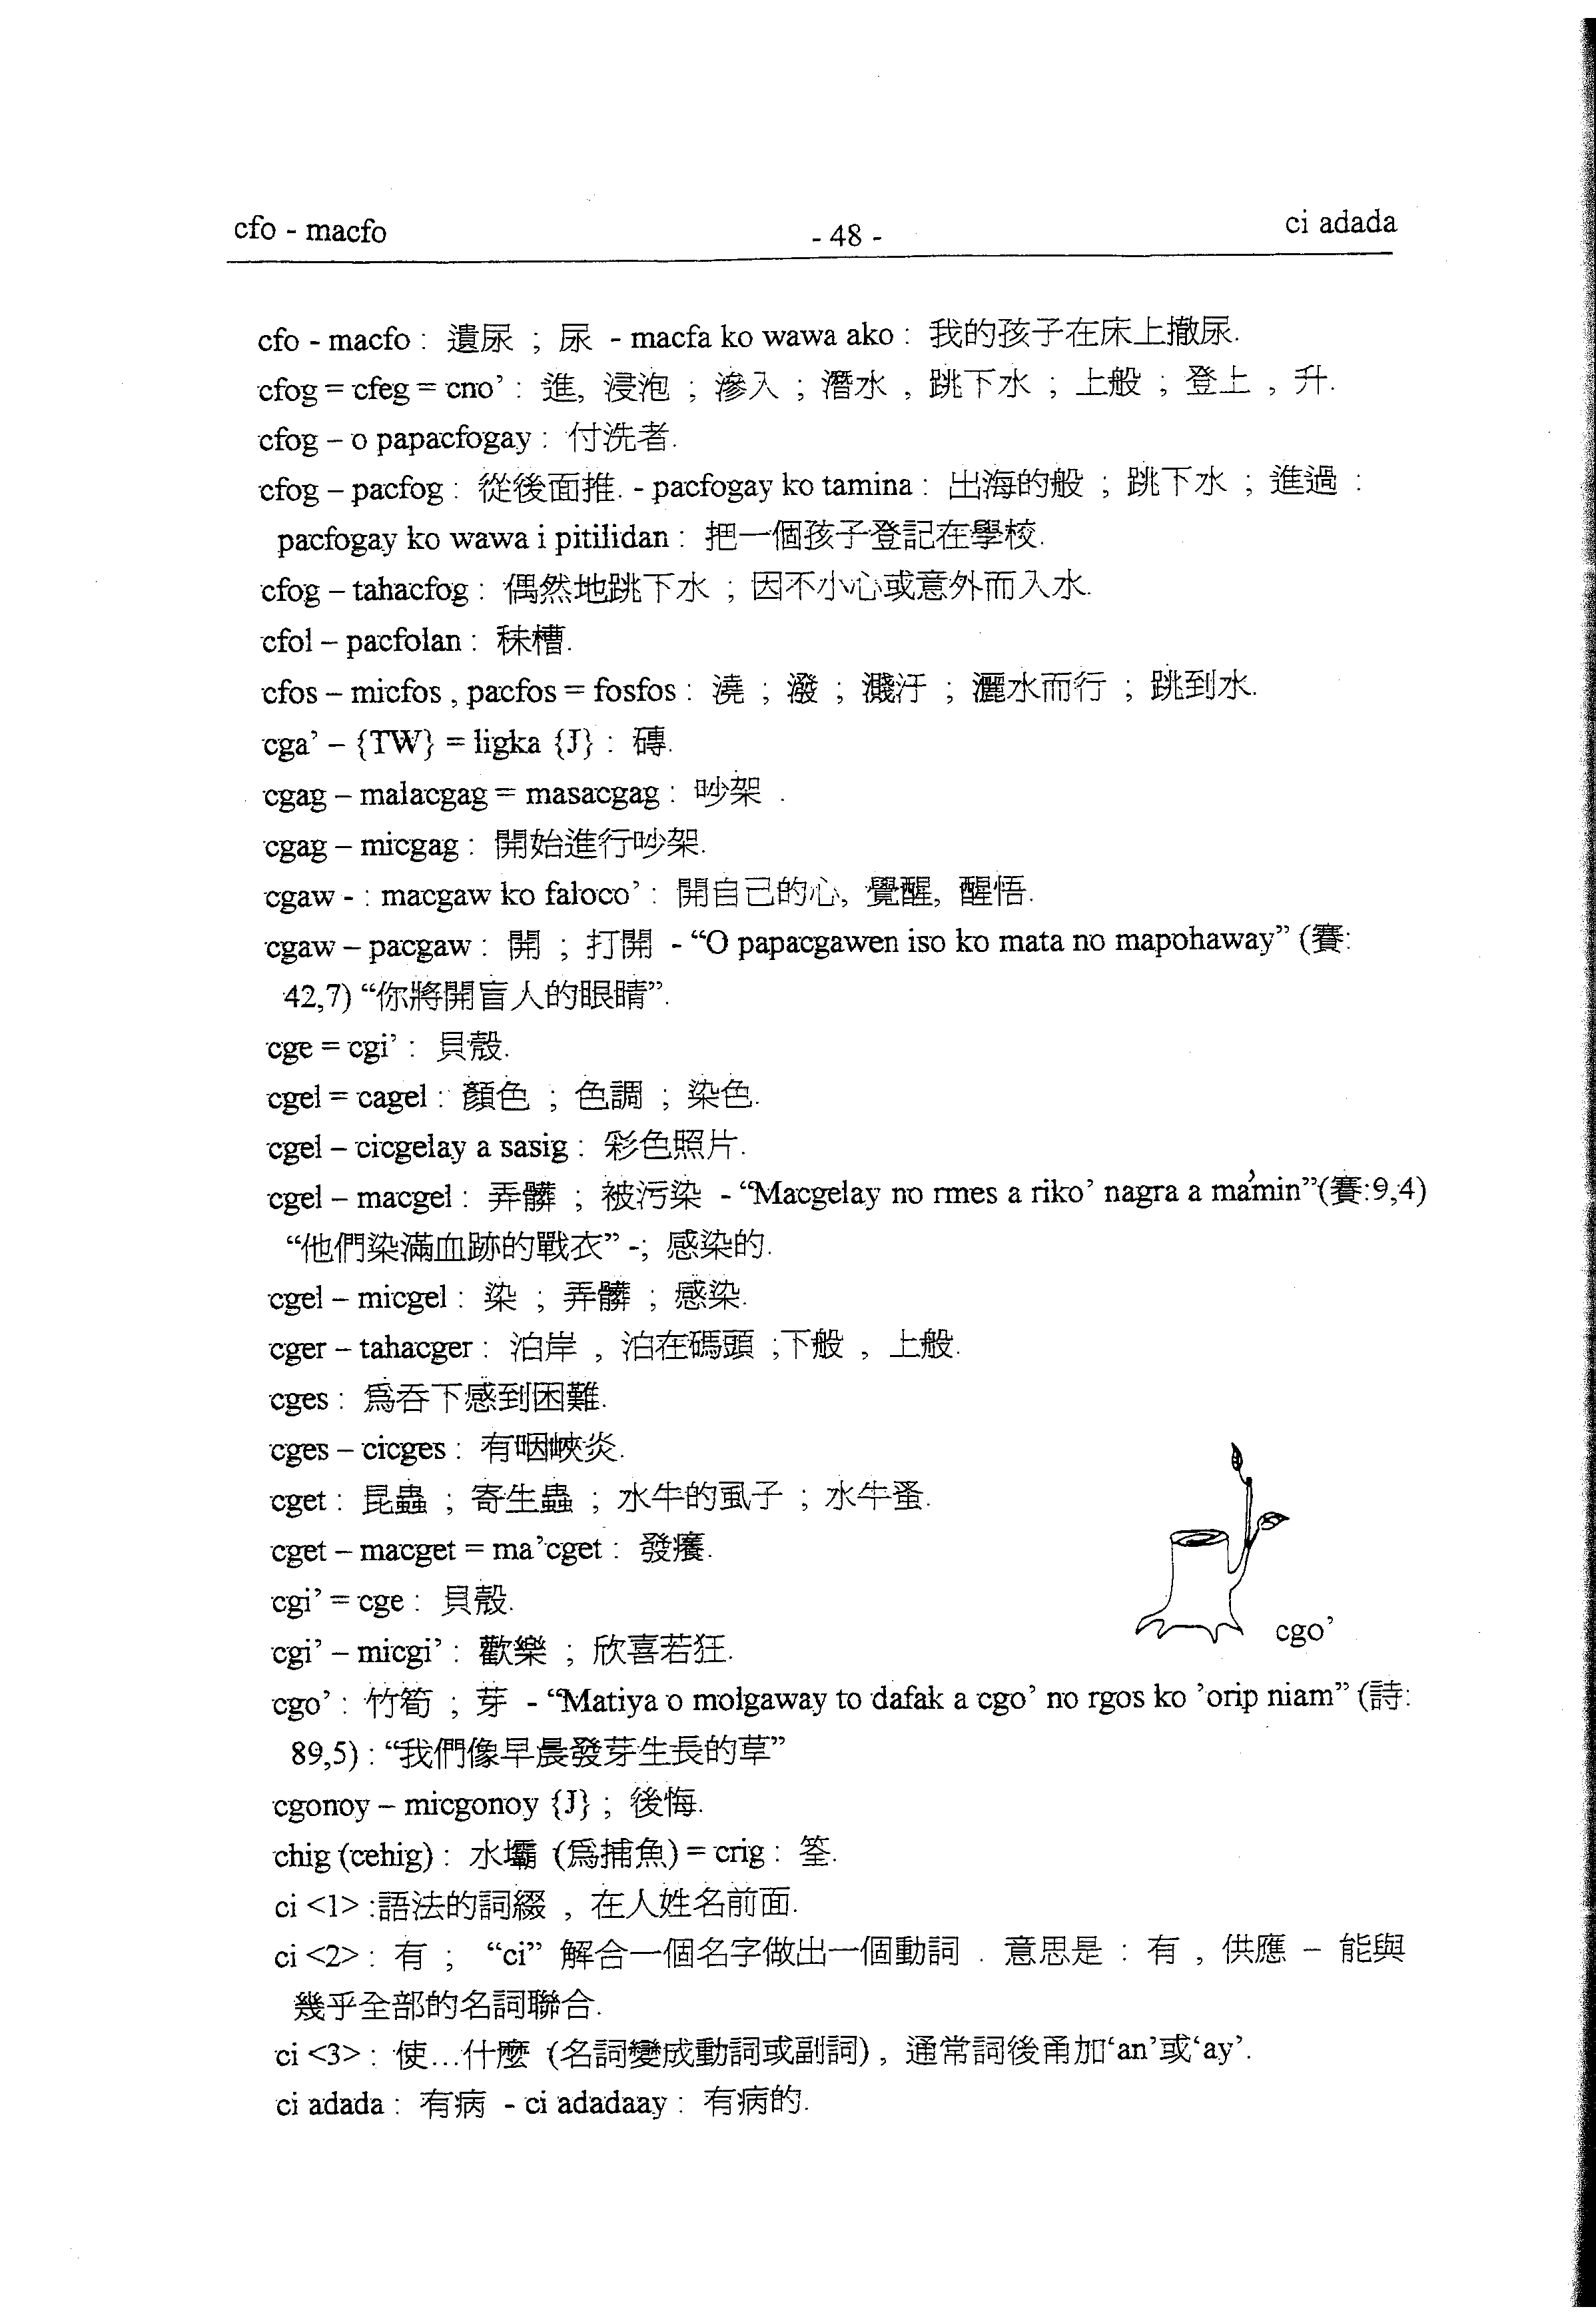 cfo - macfo
- 48 -
ci adada
cfo - macfo : 遺尿 ; 尿 - macfa ko wawa ako : 我的孩子在床上撤尿.
cfog = cfeg = cno’ : 進, 浸泡 ; 滲入 ; 潛水 , 跳下水 ; 上般 ; 登上 , 升.
cfog – o papacfogay : 付洗者.
cfog – pacfog : 從後面推. - pacfogay ko tamina : 出海的般 ; 跳下水 ; 進過 :
pacfogay ko wawa i pitilidan : 把一個孩子登記在學校.
cfog – tahacfog : 偶然地跳下水 ; 因不小心或意外而入水.
cfol – pacfolan : 秣槽.
cfos – micfos , pacfos = fosfos : 澆 ; 潑 ; 濺汙 ; 灑水而行 ; 跳到水.
cga’ – {TW} = ligka {J} : 磚.
cgag – malacgag = masacgag : 吵架 .
cgag – micgag : 開始進行吵架.
cgaw - : macgaw ko faloco’ : 開自己的心, 覺醒, 醒悟.
cgaw – pacgaw : 開 ; 打開 - “O papacgawen iso ko mata no mapohaway” (賽:
42,7) “你將開盲人的眼睛”.
cge = cgi’ : 貝殼.
cgel = cagel : 顏色 ; 色調 ; 染色.
cgel – cicgelay a sasig : 彩色照片.
cgel – macgel : 弄髒 ; 被污染 - “Macgelay no rmes a riko’ nagra a ma’min”(賽:9,4)
“他們染滿血跡的戰衣” -; 感染的.
cgel – micgel : 染 ; 弄髒 ; 感染.
cger – tahacger : 泊岸 , 泊在碼頭 ;下般 , 上般.
cges : 爲吞下感到困難.
cges – cicges : 有咽峽炎.
cget : 昆蟲 ; 寄生蟲 ; 水牛的虱子 ; 水牛蚤.
cget – macget = ma’cget : 發癢.
cgi’ = cge : 貝殼.
cgi’ – micgi’ : 歡樂 ; 欣喜若狂.
cgo’
cgo’ : 竹筍 ; 芽 - “Matiya o molgaway to dafak a cgo’ no rgos ko ’orip niam” (詩:
89,5) : “我們像早晨發芽生長的草”
cgonoy – micgonoy {J} ; 後悔.
chig (cehig) : 水壩 (爲捕魚) = crig : 筌.
ci <1> :語法的詞綴 , 在人姓名前面.
ci <2> : 有 ; “ci” 解合一個名字做出一個動詞 . 意思是 : 有 , 供應 – 能與
幾乎全部的名詞聯合.
ci <3> : 使…什麼 (名詞變成動詞或副詞) , 通常詞後甬加‘an’或‘ay’.
ci adada : 有病 - ci adadaay : 有病的.